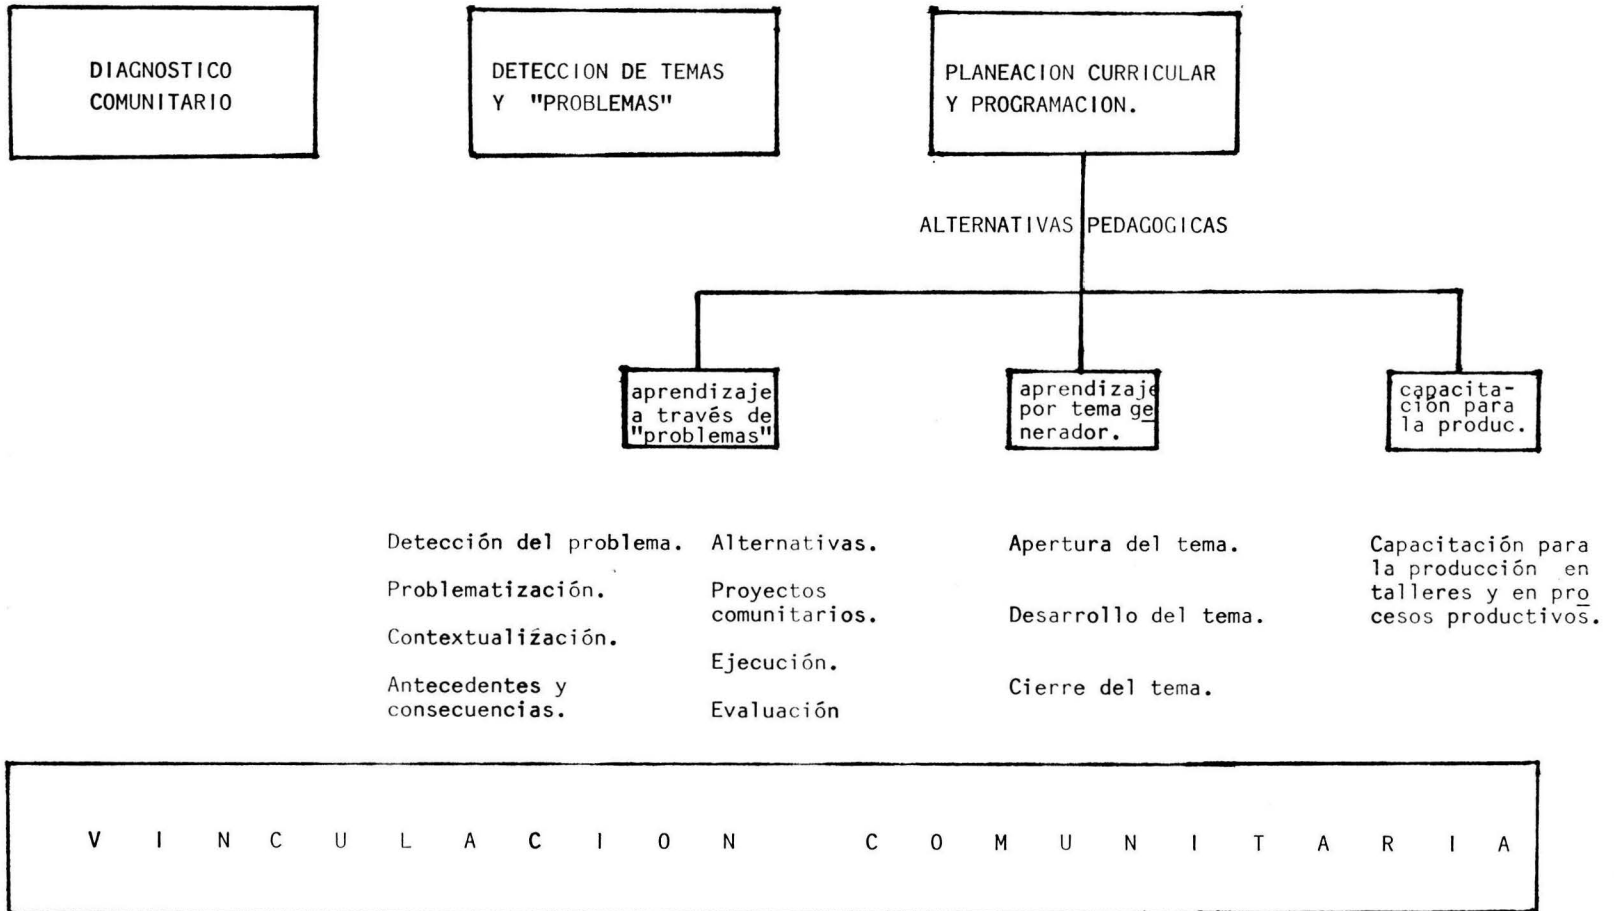 DIAGNOSTICO
COMUNITARIO
DETECCION DE TEMAS
Y "PROBLEMAS"
PLANEACION CURRICULAR
Y PROGRAMACION.
ALTERNATIVAS PEDAGOGICAS
aprendizaje
a través de
"problemas"
aprendizaje
por tema ge
nerador.
capacita-
ción para
la produc.
Detección del problema.
Problematización.
Contextualización.
Antecedentes y
consecuencias.
Alternativas.
Proyectos
comunitarios.
Ejecución.
Evaluación
Apertura del tema.
Desarrollo del tema.
Cierre del tema.
Capacitación para
la producción en
talleres y en pro
cesos productivos.
VINCULACION COMUNITARIA